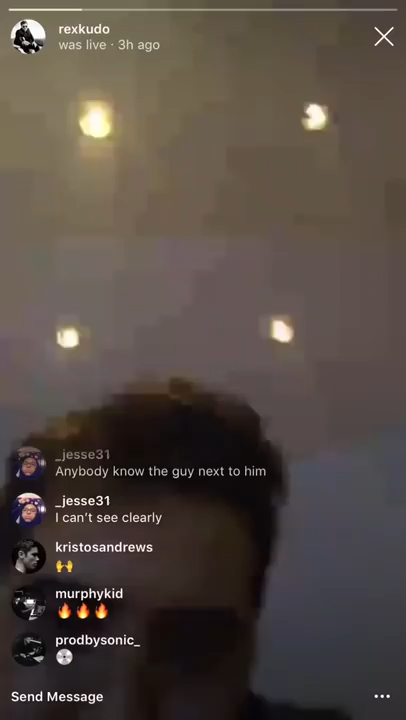 rexkudo
was live · 3h ago
_jesse31
Anybody know the guy next to him
_jesse31
I can't see clearly
kristosandrews
🙌
murphykid
🔥🔥🔥
prodbysonic_
💿
Send Message